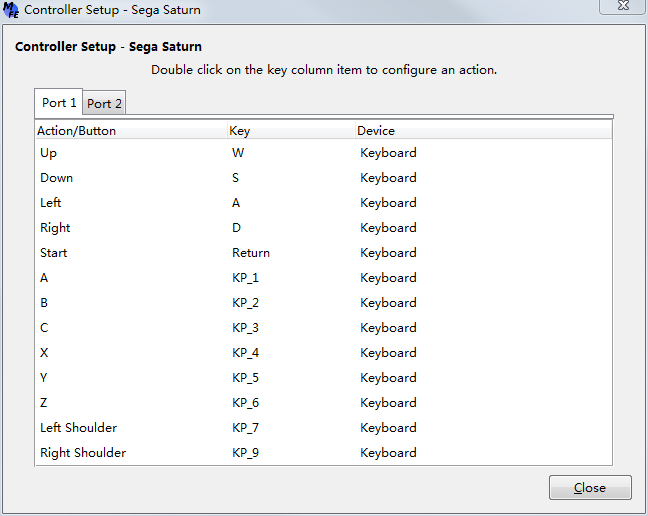 MFE Controller Setup - Sega Saturn
Controller Setup - Sega Saturn
Double click on the key column item to configure an action.
Port 1 Port 2
Action/Button Key Device
Up W Keyboard
Down S Keyboard
Left A Keyboard
Right D Keyboard
Start Return Keyboard
A KP_1 Keyboard
B KP_2 Keyboard
C KP_3 Keyboard
X KP_4 Keyboard
Y KP_5 Keyboard
Z KP_6 Keyboard
Left Shoulder KP_7 Keyboard
Right Shoulder KP_9 Keyboard
Close